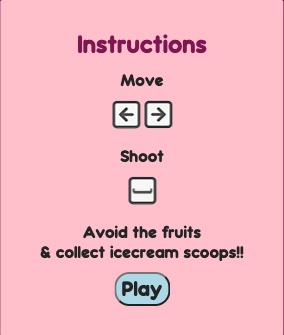 Instructions
Move
Shoot
Avoid the fruits
& collect icecream scoops!!
Play